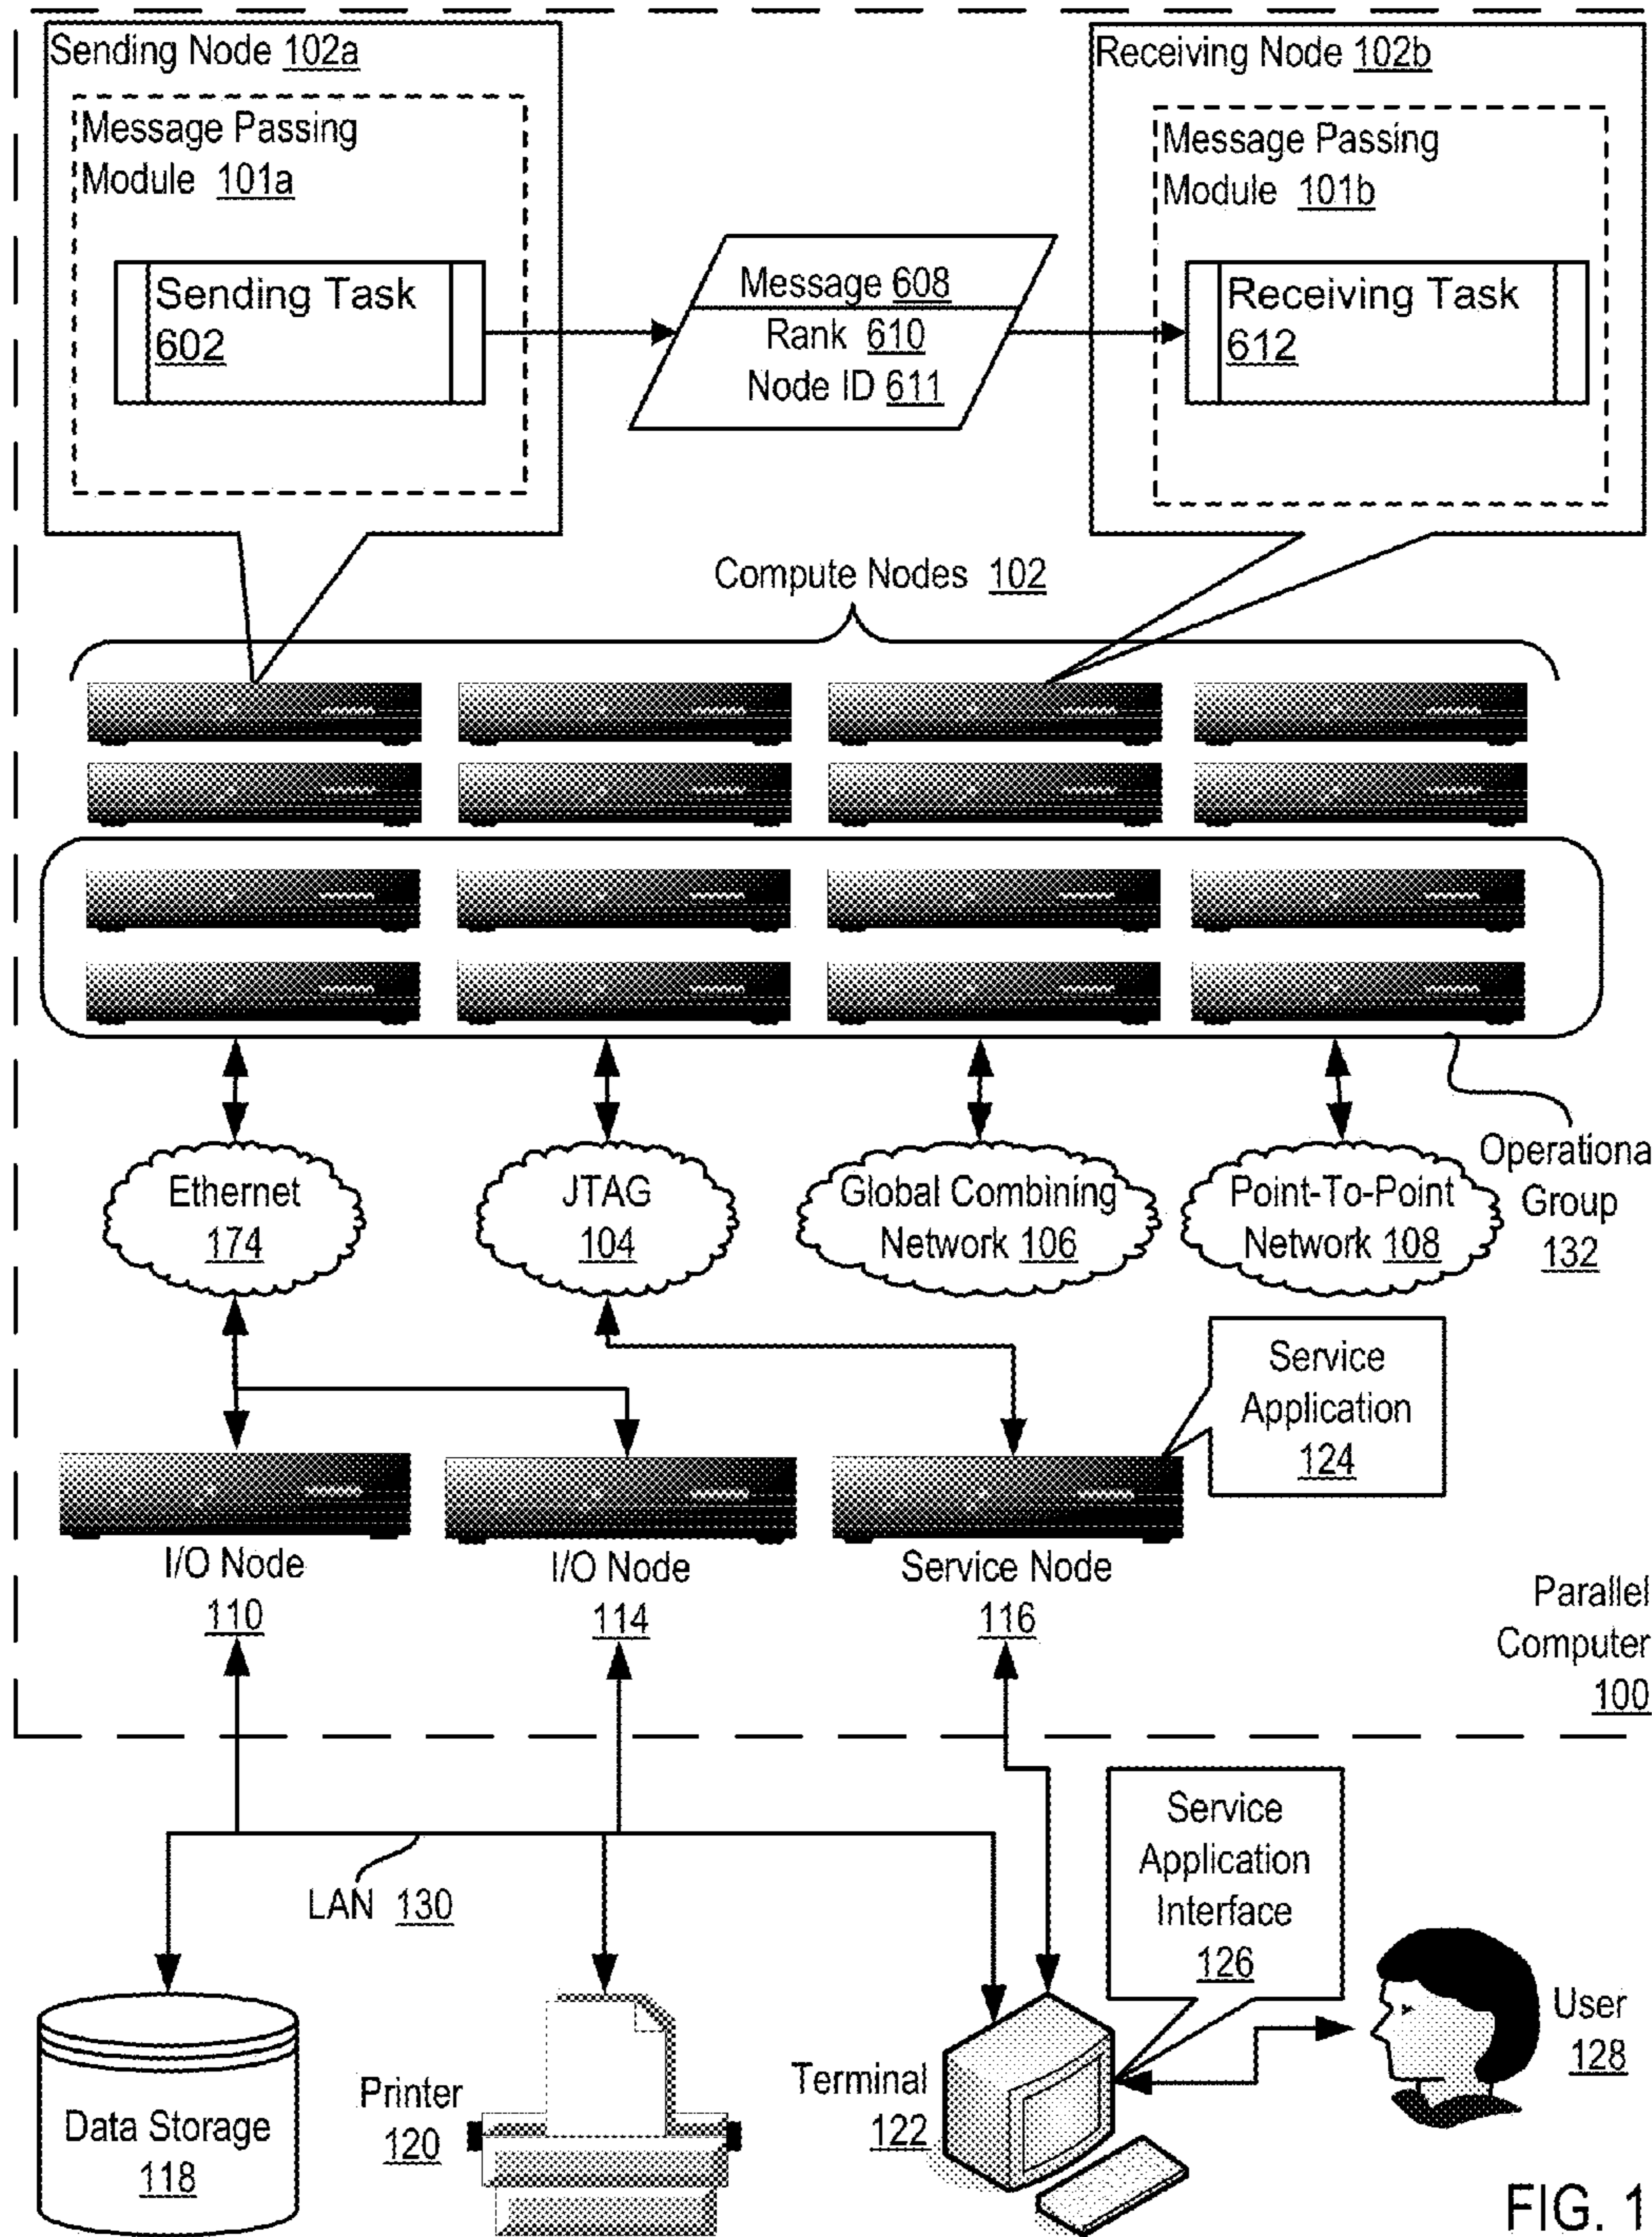 Sending Node 102a
Message Passing
Module 101a
Sending Task
602
Message 608
Rank 610
Node ID 611
Receiving Node 102b
Message Passing
Module 101b
Receiving Task
612
Compute Nodes 102
Operationa
Group
132
Ethernet
174
JTAG
104
Global Combining
Network 106
Point-To-Point
Network 108
Service
Application
124
I/O Node
110
I/O Node
114
Service Node
116
Parallel
Computer
100
LAN 130
Service
Application
Interface
126
Data Storage
118
Printer
120
Terminal
122
User
128
FIG. 1